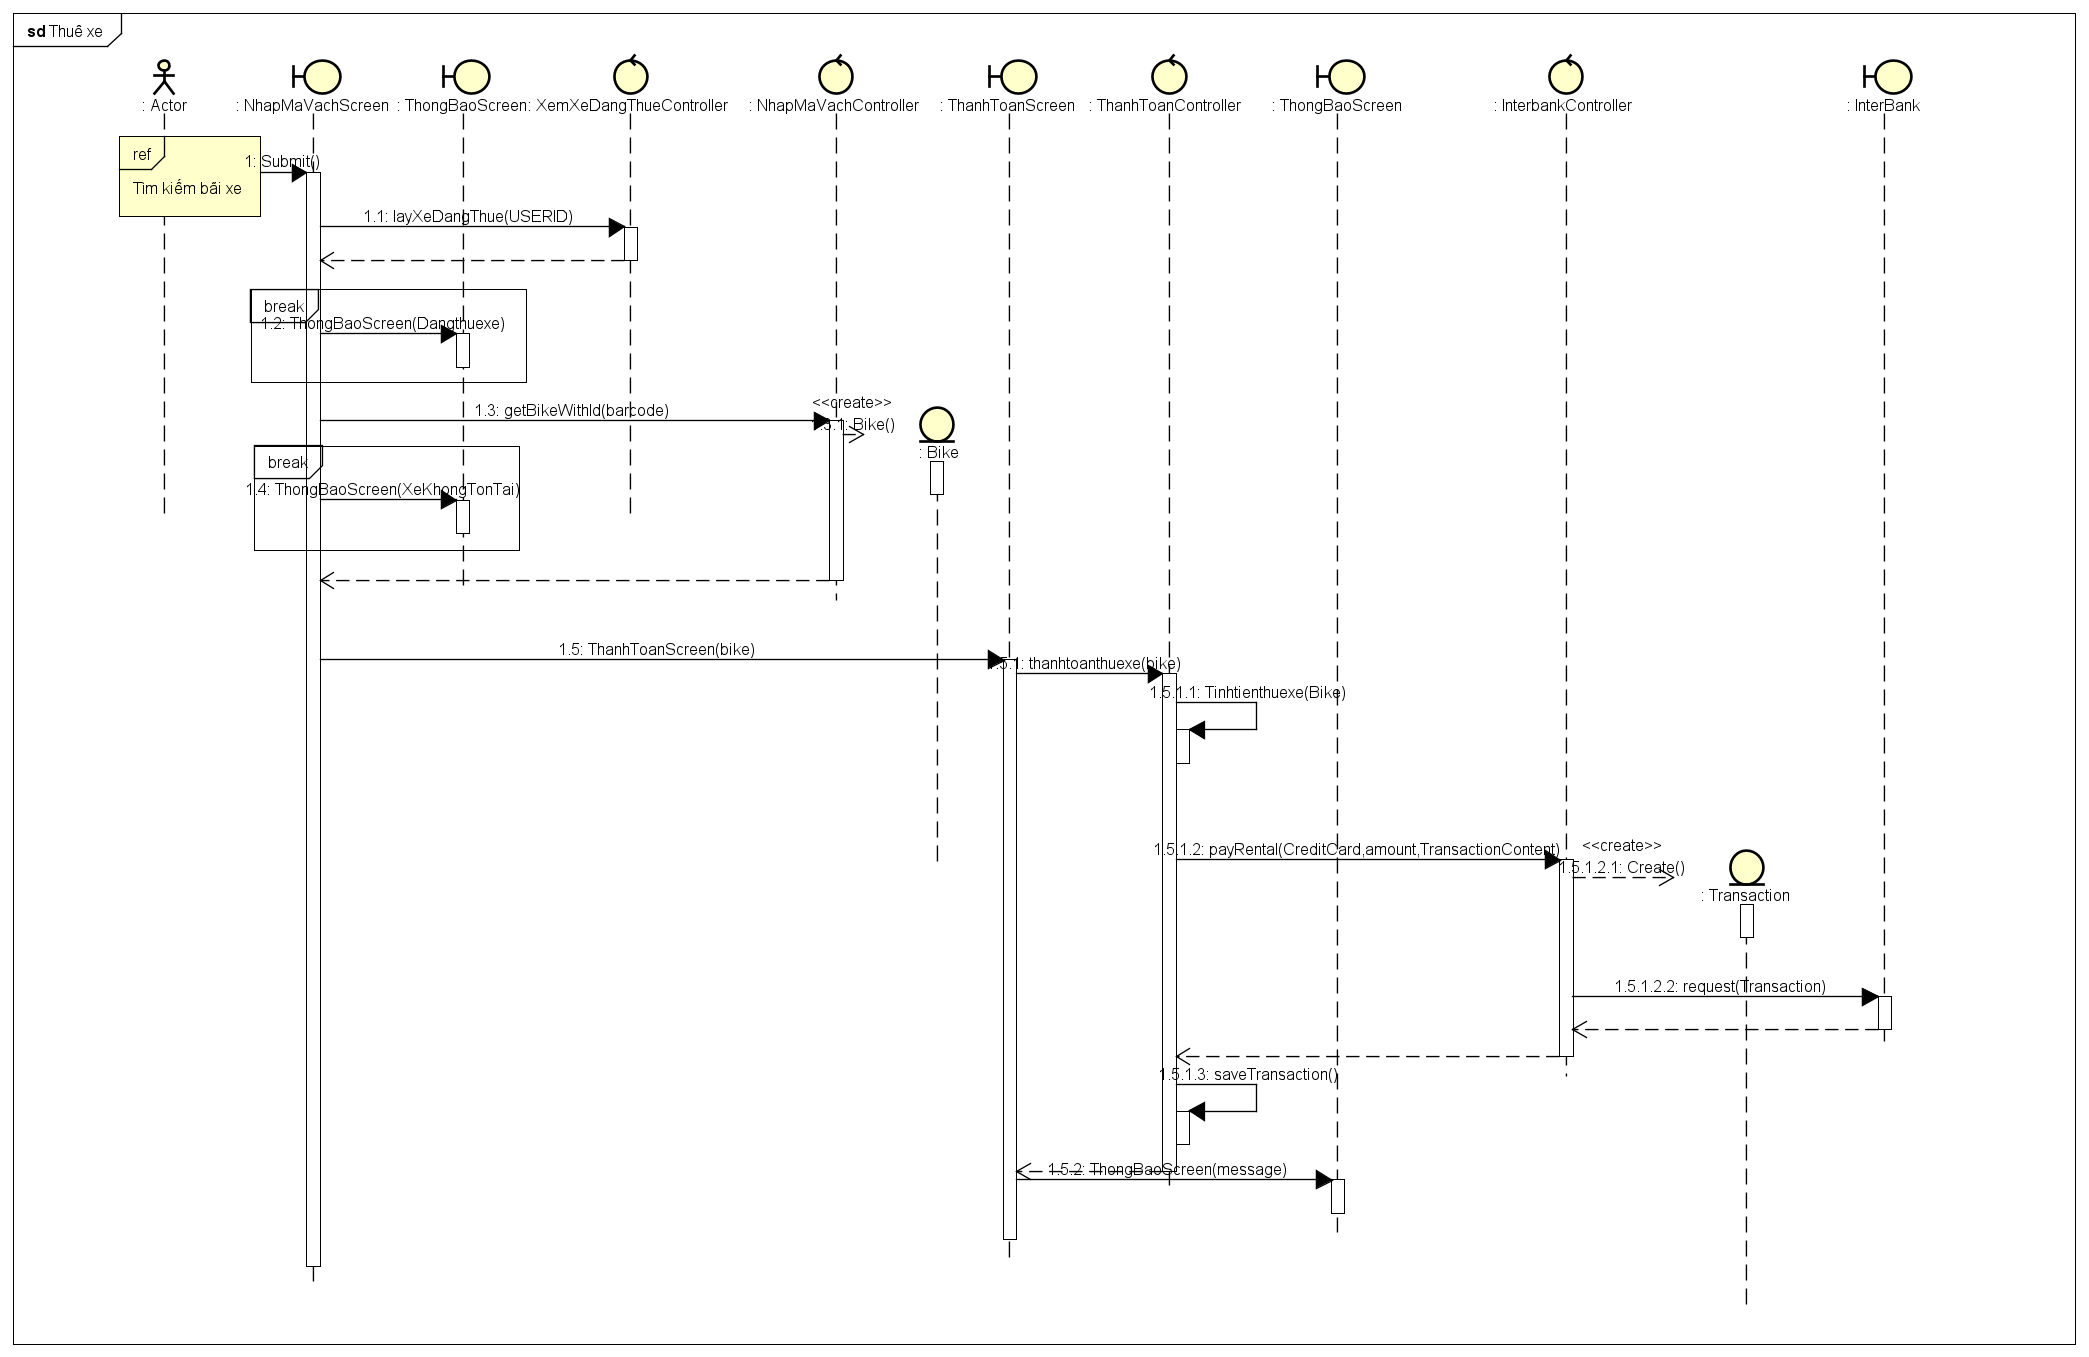 sd Thuê xe
: Actor
: NhapMaVachScreen
: ThongBaoScreen
: XemXeDangThueController
: NhapMaVachController
: ThanhToanScreen
: ThanhToanController
: ThongBaoScreen
: InterbankController
: InterBank
ref
Tìm kiếm bãi xe
1: Submit()
1.1: layXeDangThue(USERID)
break
1.2: ThongBaoScreen(Dangthuexe)
<<create>>
1.3: getBikeWithId(barcode)
.3.1: Bike()
: Bike
break
1.4: ThongBaoScreen(XeKhongTonTai)
1.5: ThanhToanScreen(bike)
1.5.1: thanhtoanthuexe(bike)
1.5.1.1: Tinhtienthuexe(Bike)
1.5.1.2: payRental(CreditCard,amount,TransactionContent)
<<create>>
1.5.1.2.1: Create()
: Transaction
1.5.1.2.2: request(Transaction)
1.5.1.3: saveTransaction()
1.5.2: ThongBaoScreen(message)